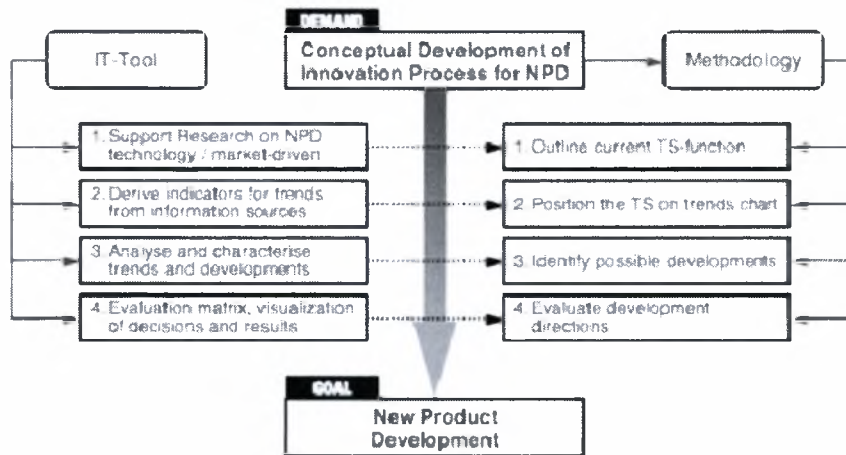 DEMAND
Conceptual Development of
Innovation Process for NPD
IT-Tool
Methodology
1. Support Research on NPD
technology / market-driven
1. Outline current TS-function
2. Derive indicators for trends
from information sources
2. Position the TS on trends chart
3. Analyse and characterise
trends and developments
3. Identify possible developments
4. Evaluation matrix, visualization
of decisions and results
4. Evaluate development
directions
GOAL
New Product
Development